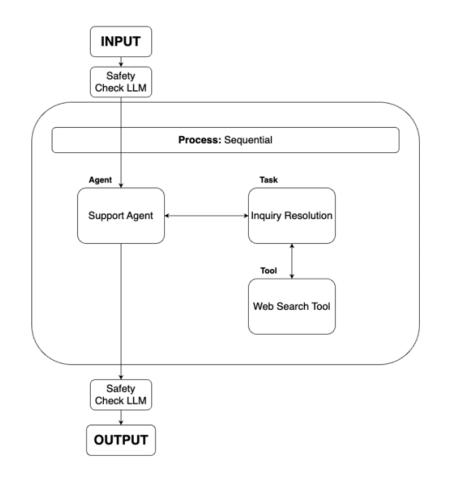 INPUT
Safety
Check LLM
Process: Sequential
Agent
Task
Support Agent
Inquiry Resolution
Tool
Web Search Tool
Safety
Check LLM
OUTPUT